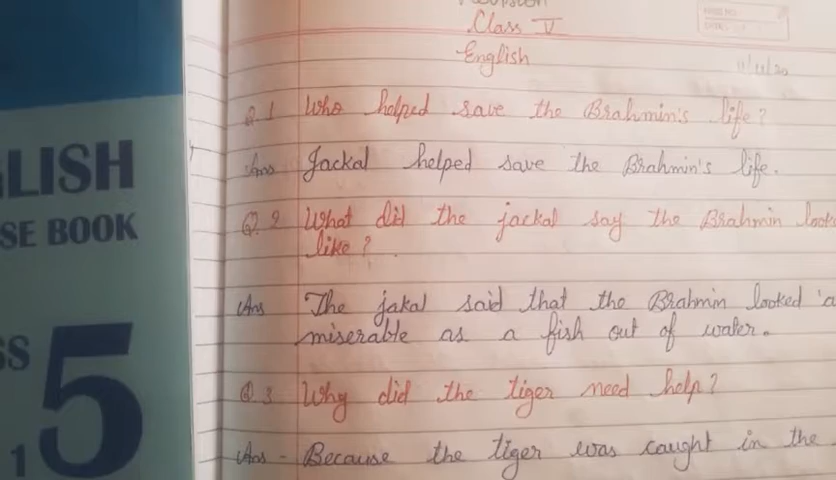 Class V
English
Q 1 Who helped save the Brahmin's life?
Ans Jackal helped save the Brahmin's life.
Q. 2 What did the jackal say the Brahmin look
like?
Ans The jakal said that the Brahmin looked 'a
miserable as a fish out of water.
Q. 3 Why did the tiger need help?
Ans - Because the tiger was caught in the
LISH
SE BOOK
SS 5
1